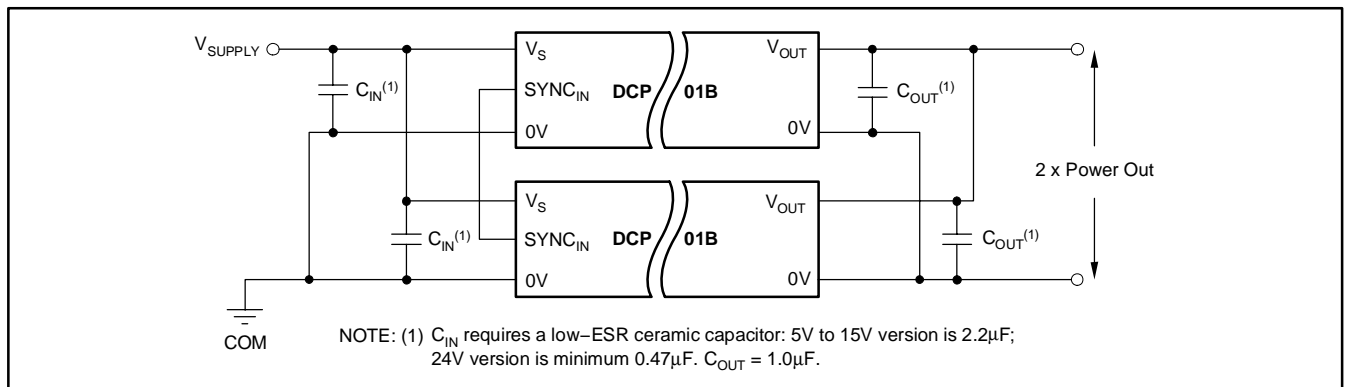 VSUPPLY
CIN(1)
VS
SYNCIN
0V
DCP
01B
VOUT
0V
COUT(1)
2 x Power Out
CIN(1)
VS
SYNCIN
0V
DCP
01B
VOUT
0V
COUT(1)
COM
NOTE: (1) CIN requires a low−ESR ceramic capacitor: 5V to 15V version is 2.2μF;
24V version is minimum 0.47μF. COUT = 1.0μF.